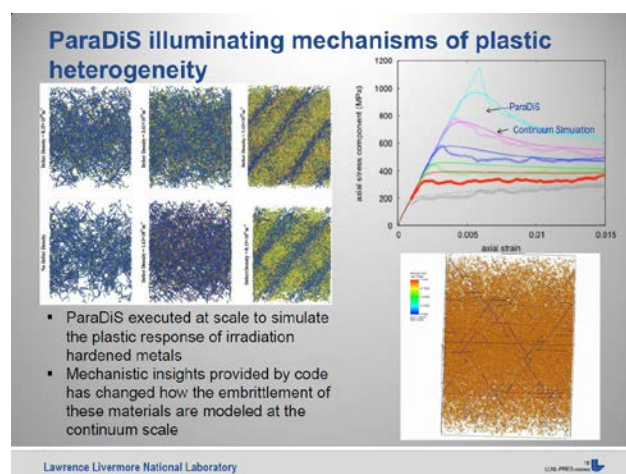 ParaDiS illuminating mechanisms of plastic
heterogeneity
No Defect Density
1200
1000
800
600
400
200
0
axial stress component (MPa)
ParaDiS
Continuum Simulation
0
0.005
0.01
0.015
axial strain
ParaDiS executed at scale to simulate
the plastic response of irradiation
hardened metals
Mechanistic insights provided by code
has changed how the embrittlement of
these materials are modeled at the
continuum scale
Lawrence Livermore National Laboratory